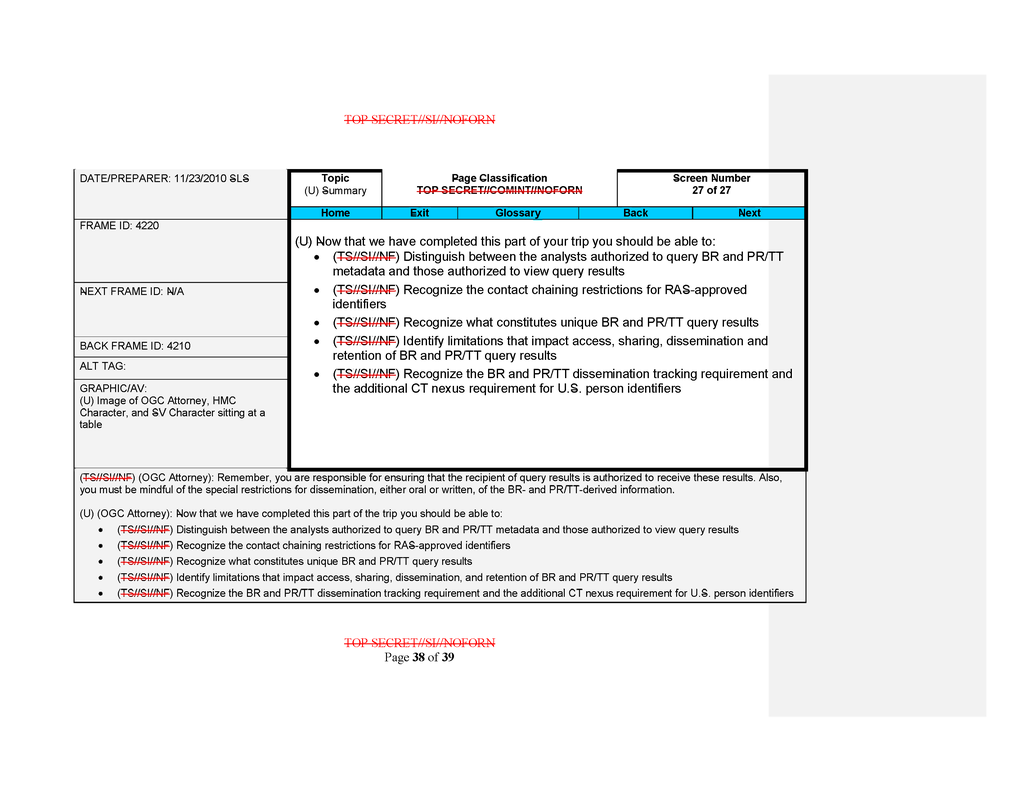 TOP SECRET//SI//NOFORN
DATE/PREPARER: 11/23/2010 SLS
Topic
(U) Summary
Page Classification
TOP SECRET//COMINT//NOFORN
Screen Number
27 of 27
Home Exit Glossary Back Next
FRAME ID: 4220
NEXT FRAME ID: N/A
BACK FRAME ID: 4210
ALT TAG:
GRAPHIC/AV:
(U) Image of OGC Attorney, HMC
Character, and SV Character sitting at a
table
(U) Now that we have completed this part of your trip you should be able to:
• (TS//SI//NF) Distinguish between the analysts authorized to query BR and PR/TT
metadata and those authorized to view query results
• (TS//SI//NF) Recognize the contact chaining restrictions for RAS-approved
identifiers
• (TS//SI//NF) Recognize what constitutes unique BR and PR/TT query results
• (TS//SI//NF) Identify limitations that impact access, sharing, dissemination and
retention of BR and PR/TT query results
• (TS//SI//NF) Recognize the BR and PR/TT dissemination tracking requirement and
the additional CT nexus requirement for U.S. person identifiers
(TS//SI//NF) (OGC Attorney): Remember, you are responsible for ensuring that the recipient of query results is authorized to receive these results. Also,
you must be mindful of the special restrictions for dissemination, either oral or written, of the BR- and PR/TT-derived information.
(U) (OGC Attorney): Now that we have completed this part of the trip you should be able to:
• (TS//SI//NF) Distinguish between the analysts authorized to query BR and PR/TT metadata and those authorized to view query results
• (TS//SI//NF) Recognize the contact chaining restrictions for RAS-approved identifiers
• (TS//SI//NF) Recognize what constitutes unique BR and PR/TT query results
• (TS//SI//NF) Identify limitations that impact access, sharing, dissemination, and retention of BR and PR/TT query results
• (TS//SI//NF) Recognize the BR and PR/TT dissemination tracking requirement and the additional CT nexus requirement for U.S. person identifiers
TOP SECRET//SI//NOFORN
Page 38 of 39